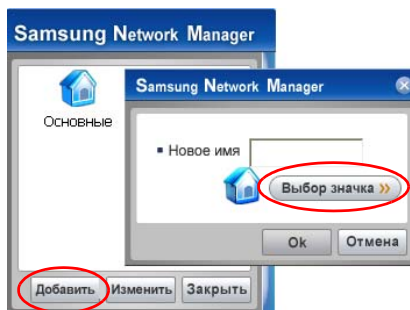 Samsung Network Manager
Основные
Samsung Network Manager
Новое имя
Выбор значка »
Ok Отмена
Добавить Изменить Закрыть